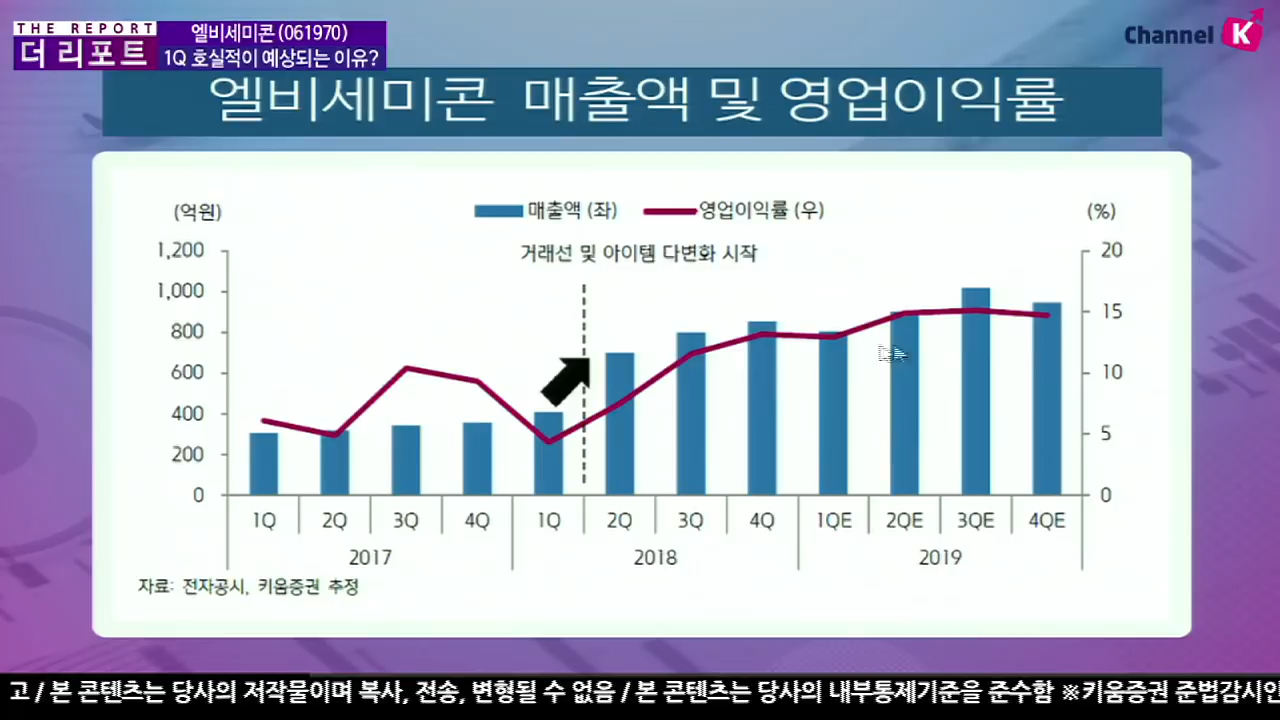 THE REPORT
더 리포트
엘비세미콘 (061970)
1Q 호실적이 예상되는 이유?
Channel K
엘비세미콘 매출액 및 영업이익률
(억원)
매출액 (좌)
영업이익률 (우)
(%)
거래선 및 아이템 다변화 시작
1,200
1,000
800
600
400
200
0
20
15
10
5
0
1Q 2Q 3Q 4Q 1Q 2Q 3Q 4Q 1QE 2QE 3QE 4QE
2017 2018 2019
자료: 전자공시, 키움증권 추정
고 / 본 콘텐츠는 당사의 저작물이며 복사, 전송, 변형될 수 없음 / 본 콘텐츠는 당사의 내부통제기준을 준수함 ※키움증권 준법감시인